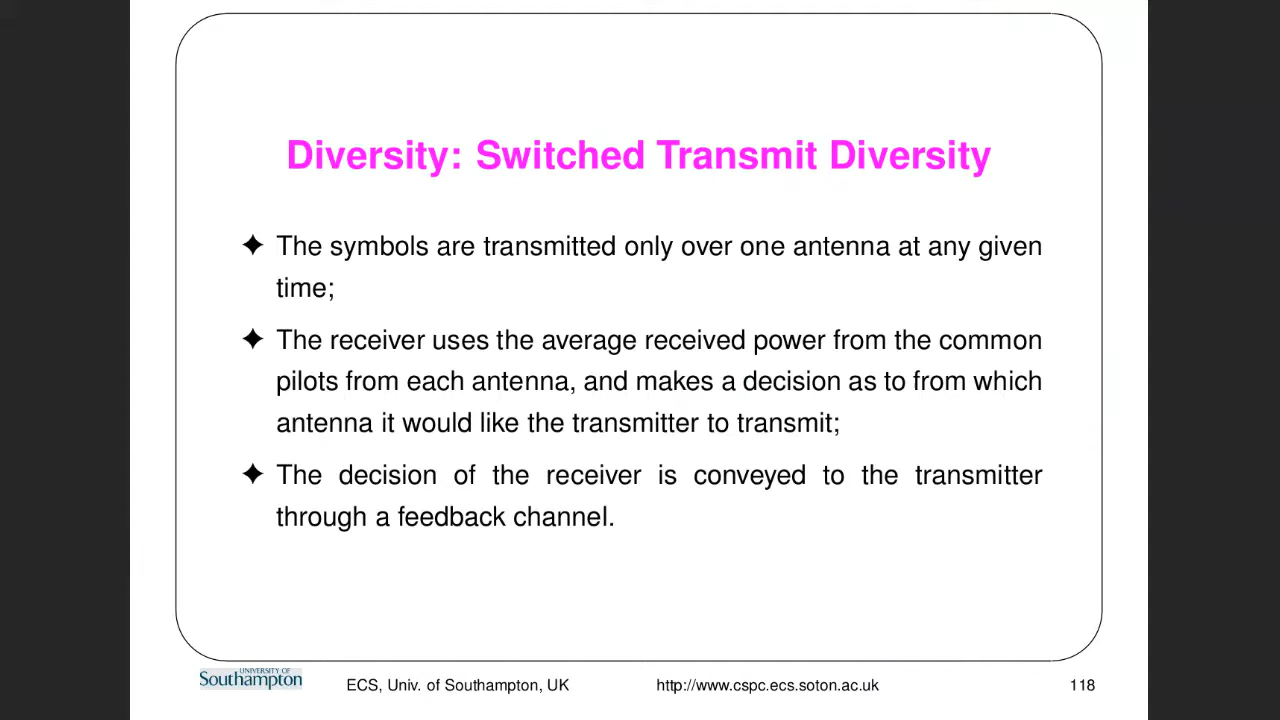 Diversity: Switched Transmit Diversity
✦ The symbols are transmitted only over one antenna at any given
time;
✦ The receiver uses the average received power from the common
pilots from each antenna, and makes a decision as to from which
antenna it would like the transmitter to transmit;
✦ The decision of the receiver is conveyed to the transmitter
through a feedback channel.
UNIVERSITY OF
Southampton
ECS, Univ. of Southampton, UK http://www.cspc.ecs.soton.ac.uk 118